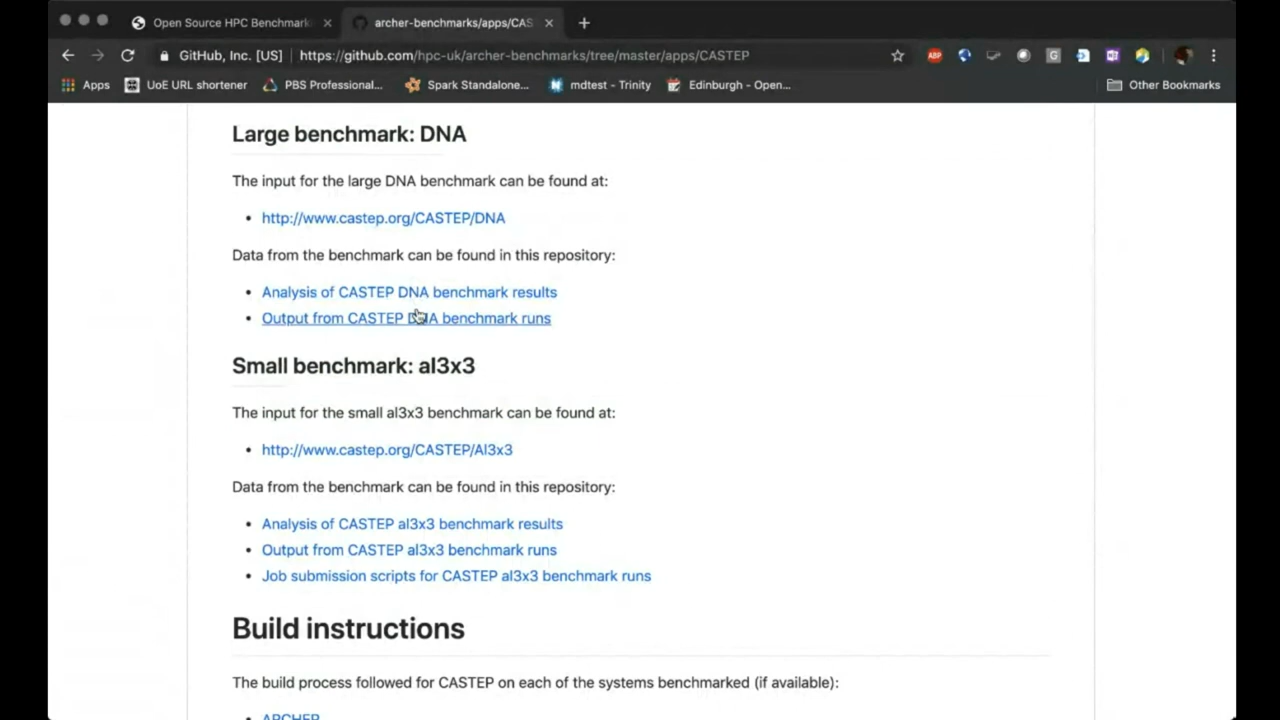 Open Source HPC Benchmark
archer-benchmarks/apps/CAS
GitHub, Inc. [US]
https://github.com/hpc-uk/archer-benchmarks/tree/master/apps/CASTEP
Apps
UoE URL shortener
PBS Professional...
Spark Standalone...
mdtest - Trinity
Edinburgh - Open...
Other Bookmarks
Large benchmark: DNA
The input for the large DNA benchmark can be found at:
• http://www.castep.org/CASTEP/DNA
Data from the benchmark can be found in this repository:
• Analysis of CASTEP DNA benchmark results
• Output from CASTEP DNA benchmark runs
Small benchmark: al3x3
The input for the small al3x3 benchmark can be found at:
• http://www.castep.org/CASTEP/Al3x3
Data from the benchmark can be found in this repository:
• Analysis of CASTEP al3x3 benchmark results
• Output from CASTEP al3x3 benchmark runs
• Job submission scripts for CASTEP al3x3 benchmark runs
Build instructions
The build process followed for CASTEP on each of the systems benchmarked (if available):
• ARCHER